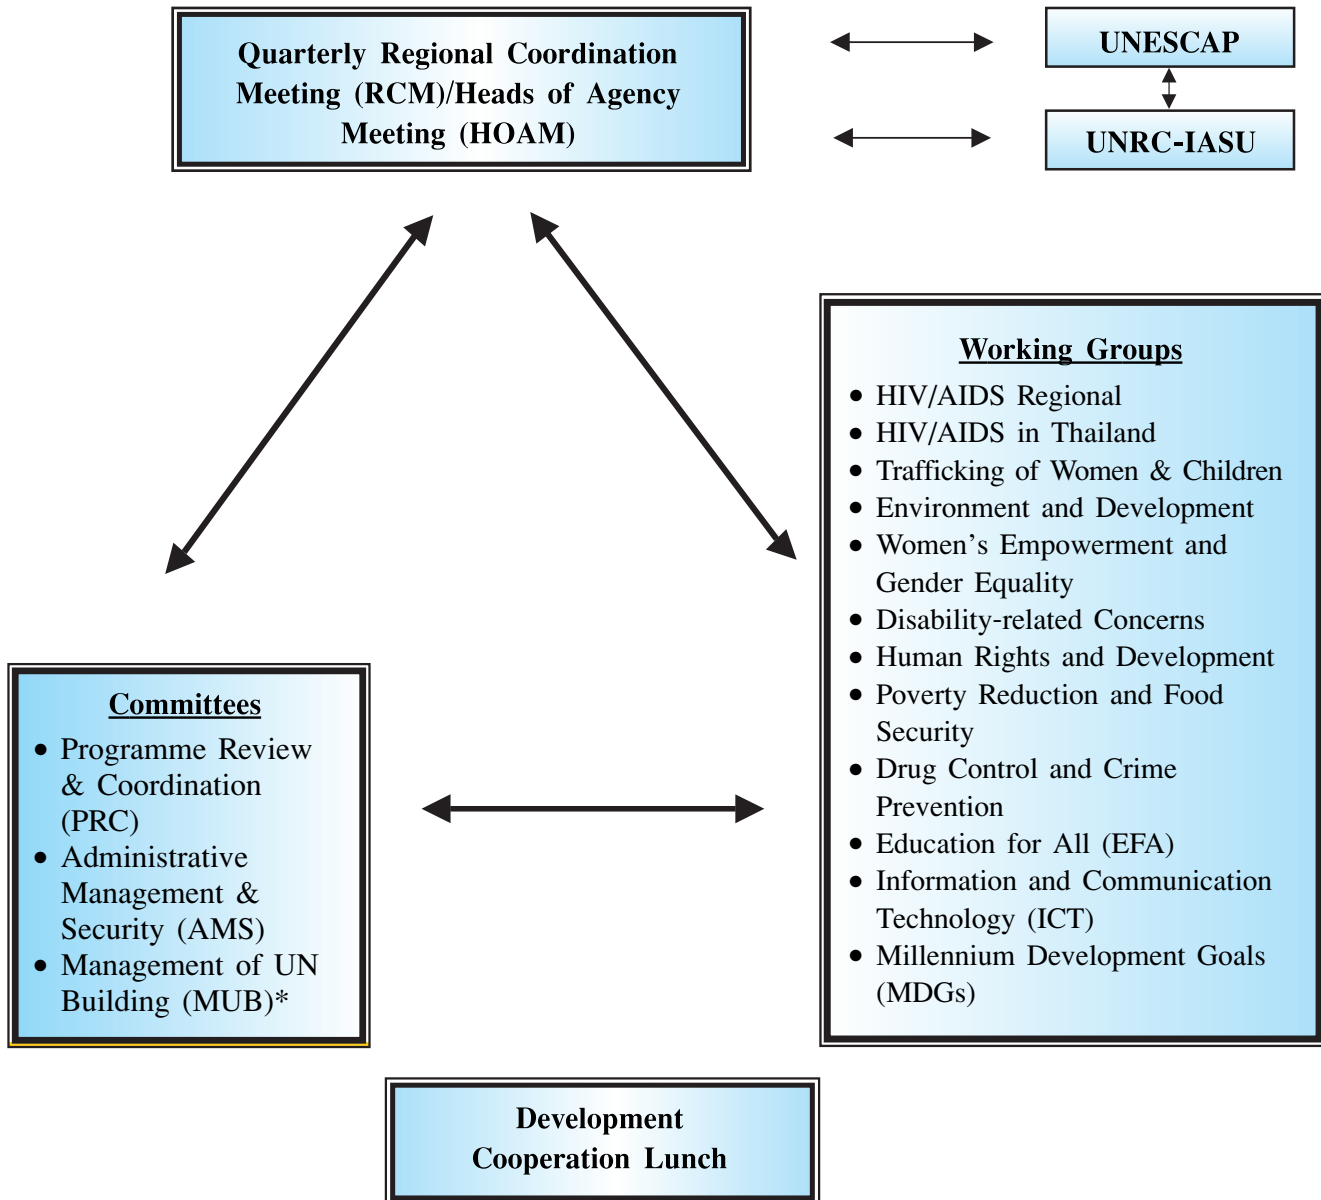 Quarterly Regional Coordination
Meeting (RCM)/Heads of Agency
Meeting (HOAM)
UNESCAP
UNRC-IASU
Working Groups
• HIV/AIDS Regional
• HIV/AIDS in Thailand
• Trafficking of Women & Children
• Environment and Development
• Women’s Empowerment and
Gender Equality
• Disability-related Concerns
• Human Rights and Development
• Poverty Reduction and Food
Security
• Drug Control and Crime
Prevention
• Education for All (EFA)
• Information and Communication
Technology (ICT)
• Millennium Development Goals
(MDGs)
Committees
• Programme Review
& Coordination
(PRC)
• Administrative
Management &
Security (AMS)
• Management of UN
Building (MUB)*
Development
Cooperation Lunch